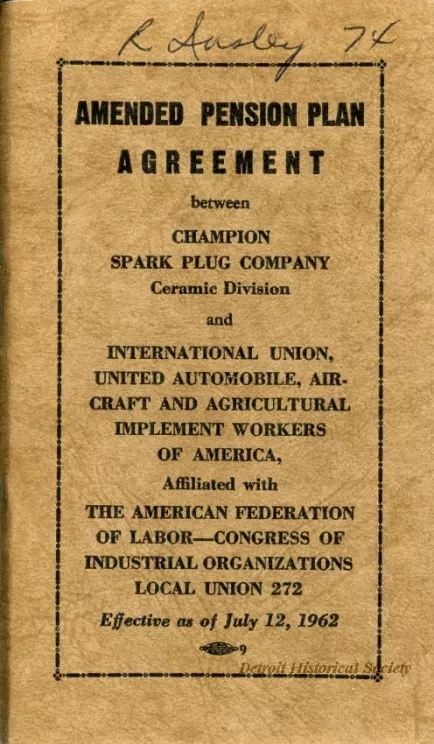 R Insley 74
AMENDED PENSION PLAN
AGREEMENT
between
CHAMPION
SPARK PLUG COMPANY
Ceramic Division
and
INTERNATIONAL UNION,
UNITED AUTOMOBILE, AIR-
CRAFT AND AGRICULTURAL
IMPLEMENT WORKERS
OF AMERICA,
Affiliated with
THE AMERICAN FEDERATION
OF LABOR—CONGRESS OF
INDUSTRIAL ORGANIZATIONS
LOCAL UNION 272
Effective as of July 12, 1962
9
Detroit Historical Society